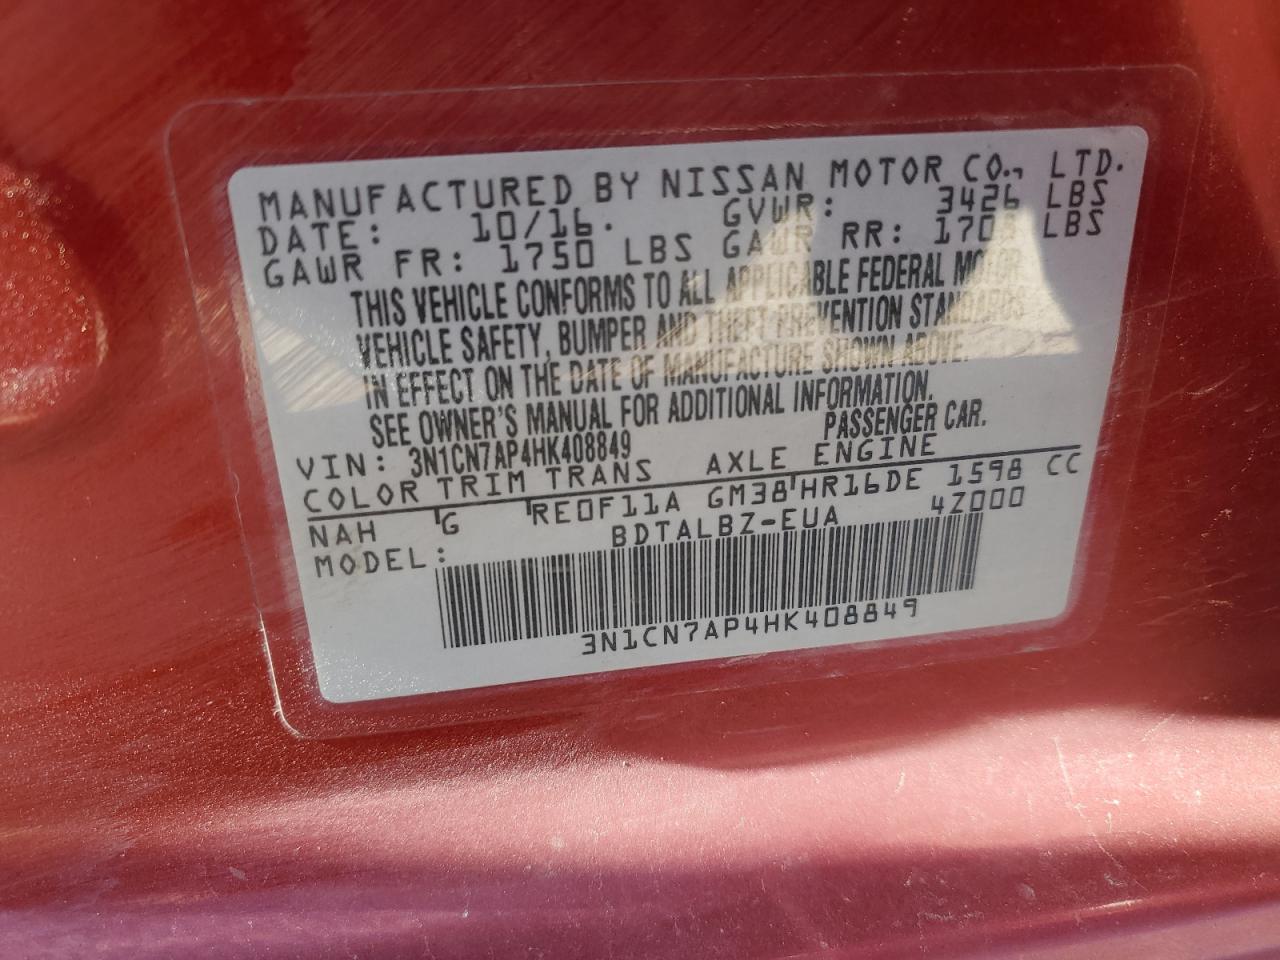 MANUFACTURED BY NISSAN MOTOR CO., LTD.
DATE: 10/16. GVWR: 3426 LBS
GAWR FR: 1750 LBS GAWR RR: 1708 LBS
THIS VEHICLE CONFORMS TO ALL APPLICABLE FEDERAL MOTOR
VEHICLE SAFETY, BUMPER AND THEFT PREVENTION STANDARDS
IN EFFECT ON THE DATE OF MANUFACTURE SHOWN ABOVE.
SEE OWNER'S MANUAL FOR ADDITIONAL INFORMATION.
VIN: 3N1CN7AP4HK408849 PASSENGER CAR.
COLOR TRIM TRANS AXLE ENGINE
NAH G RE0F11A GM38 HR16DE 1598 CC
MODEL: BDTALBZ-EUA 4Z000
3N1CN7AP4HK408849